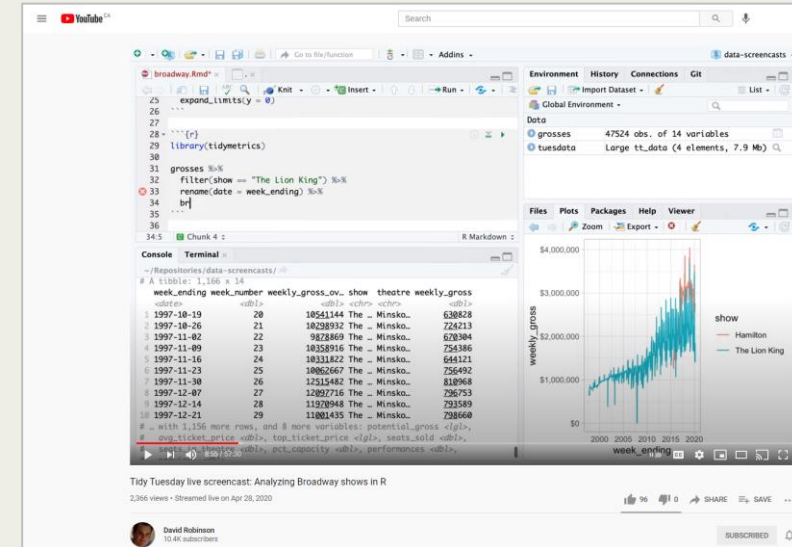 YouTube CA
Search
Go to file/function
Addins
data-screencasts
broadway.Rmd*
Knit
Insert
Run
25 expand_limits(y = 0)
26 ```
27
28 ```{r}
29 library(tidymetrics)
30
31 grosses %>%
32 filter(show == "The Lion King") %>%
33 rename(date = week_ending) %>%
34 br
35 ```
36
34:5 Chunk 4 R Markdown
Console Terminal
~/Repositories/data-screencasts/
# A tibble: 1,166 x 14
week_ending week_number weekly_gross_ov… show theatre weekly_gross
<date> <dbl> <dbl> <chr> <chr> <dbl>
1 1997-10-19 20 10541144 The … Minsko… 630828
2 1997-10-26 21 10298932 The … Minsko… 724213
3 1997-11-02 22 9878869 The … Minsko… 670304
4 1997-11-09 23 10358916 The … Minsko… 754386
5 1997-11-16 24 10331822 The … Minsko… 644121
6 1997-11-23 25 10062667 The … Minsko… 756492
7 1997-11-30 26 12515482 The … Minsko… 810968
8 1997-12-07 27 12097716 The … Minsko… 796753
9 1997-12-14 28 11970948 The … Minsko… 793589
10 1997-12-21 29 11001435 The … Minsko… 798660
# … with 1,156 more rows, and 8 more variables: potential_gross <lgl>,
# avg_ticket_price <dbl>, top_ticket_price <lgl>, seats_sold <dbl>,
# seats_in_theatre <dbl>, pct_capacity <dbl>, performances <dbl>,
Environment History Connections Git
Import Dataset
List
Global Environment
Data
grosses 47524 obs. of 14 variables
tuesdata Large tt_data (4 elements, 7.9 Mb)
Files Plots Packages Help Viewer
Zoom Export
$4,000,000
$3,000,000
$2,000,000
$1,000,000
$0
weekly_gross
2000 2005 2010 2015 2020
week_ending
show
Hamilton
The Lion King
Tidy Tuesday live screencast: Analyzing Broadway shows in R
2,366 views • Streamed live on Apr 28, 2020
96 0 SHARE SAVE
David Robinson
10.4K subscribers
SUBSCRIBED